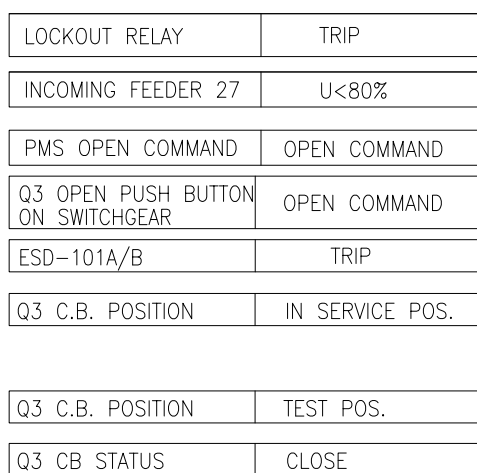 LOCKOUT RELAY TRIP
INCOMING FEEDER 27 U<80%
PMS OPEN COMMAND OPEN COMMAND
Q3 OPEN PUSH BUTTON
ON SWITCHGEAR OPEN COMMAND
ESD-101A/B TRIP
Q3 C.B. POSITION IN SERVICE POS.
Q3 C.B. POSITION TEST POS.
Q3 CB STATUS CLOSE